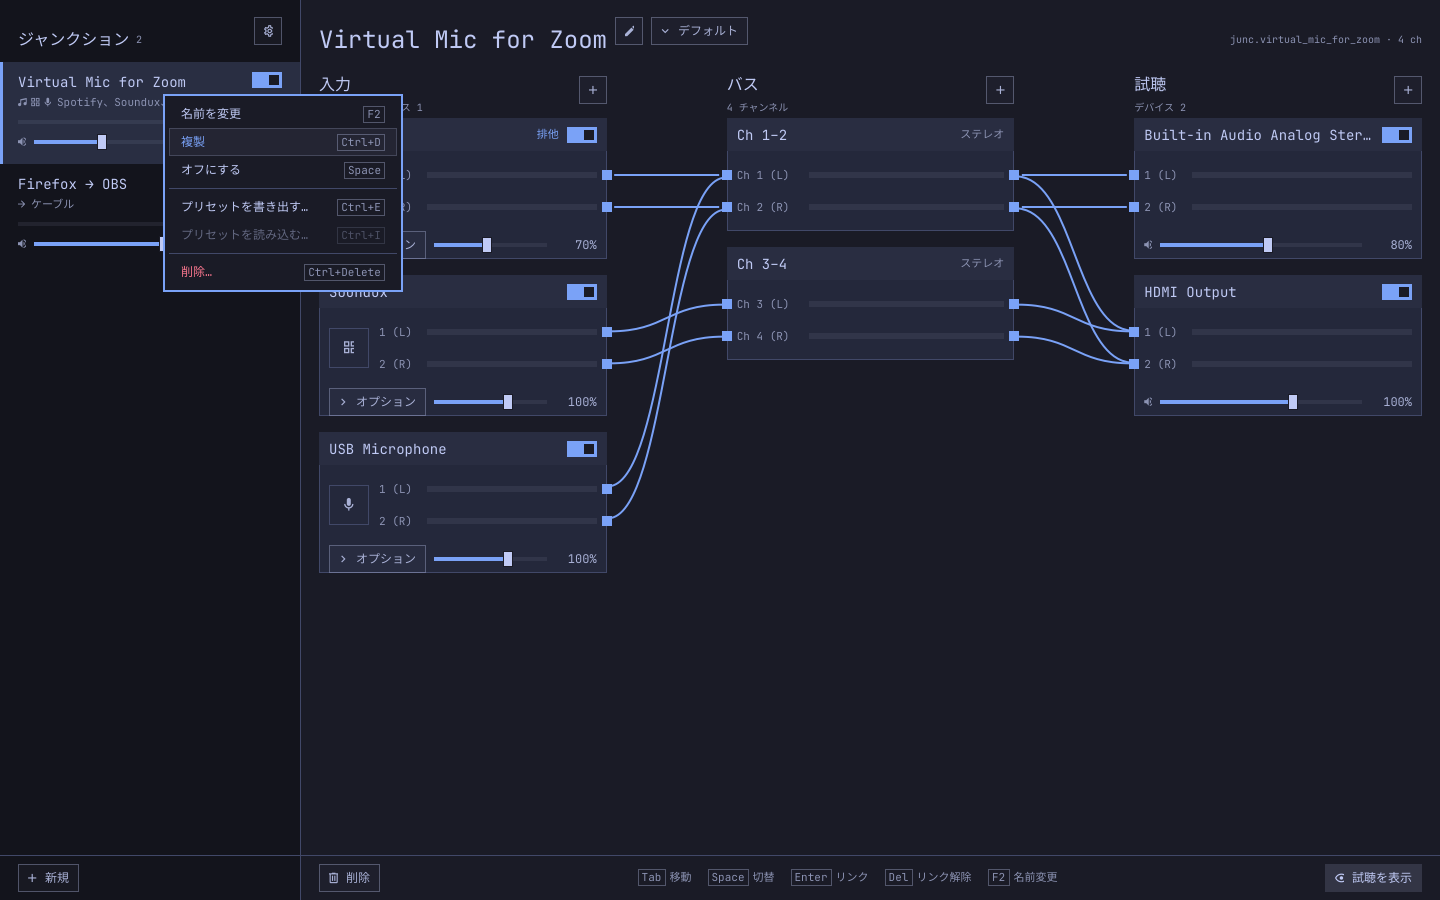 ジャンクション 2
Virtual Mic for Zoom
Spotify、Soundux.
Firefox → OBS
→ ケーブル
名前を変更 F2
複製 Ctrl+D
オフにする Space
プリセットを書き出す… Ctrl+E
プリセットを読み込む… Ctrl+I
削除… Ctrl+Delete
+ 新規
Virtual Mic for Zoom
デフォルト
junc.virtual_mic_for_zoom · 4 ch
入力
ス 1
排他
70%
Soundux
1 (L)
2 (R)
オプション
100%
USB Microphone
1 (L)
2 (R)
オプション
100%
バス
4 チャンネル
Ch 1–2 ステレオ
Ch 1 (L)
Ch 2 (R)
Ch 3–4 ステレオ
Ch 3 (L)
Ch 4 (R)
試聴
デバイス 2
Built-in Audio Analog Ster…
1 (L)
2 (R)
80%
HDMI Output
1 (L)
2 (R)
100%
削除
Tab 移動 Space 切替 Enter リンク Del リンク解除 F2 名前変更
試聴を表示